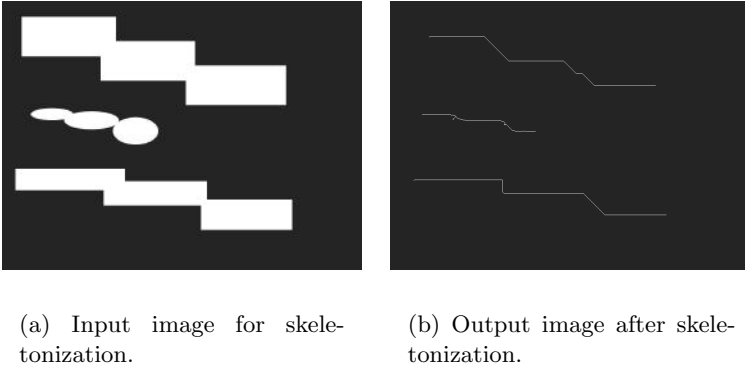 (a) Input image for skele-
tonization.
(b) Output image after skele-
tonization.